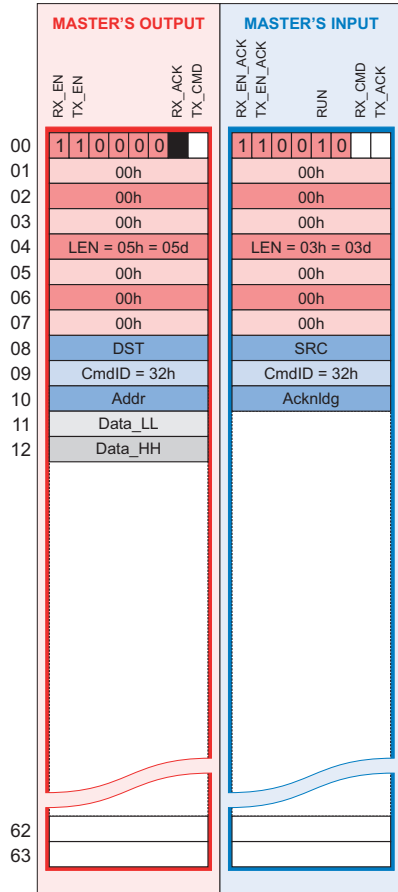 MASTER'S OUTPUT MASTER'S INPUT
RX_EN TX_EN RX_ACK TX_CMD RX_EN_ACK TX_EN_ACK RUN RX_CMD TX_ACK
00 1 1 0 0 0 0 1 1 0 0 1 0
01 00h 00h
02 00h 00h
03 00h 00h
04 LEN = 05h = 05d LEN = 03h = 03d
05 00h 00h
06 00h 00h
07 00h 00h
08 DST SRC
09 CmdID = 32h CmdID = 32h
10 Addr Acknldg
11 Data_LL
12 Data_HH
62
63